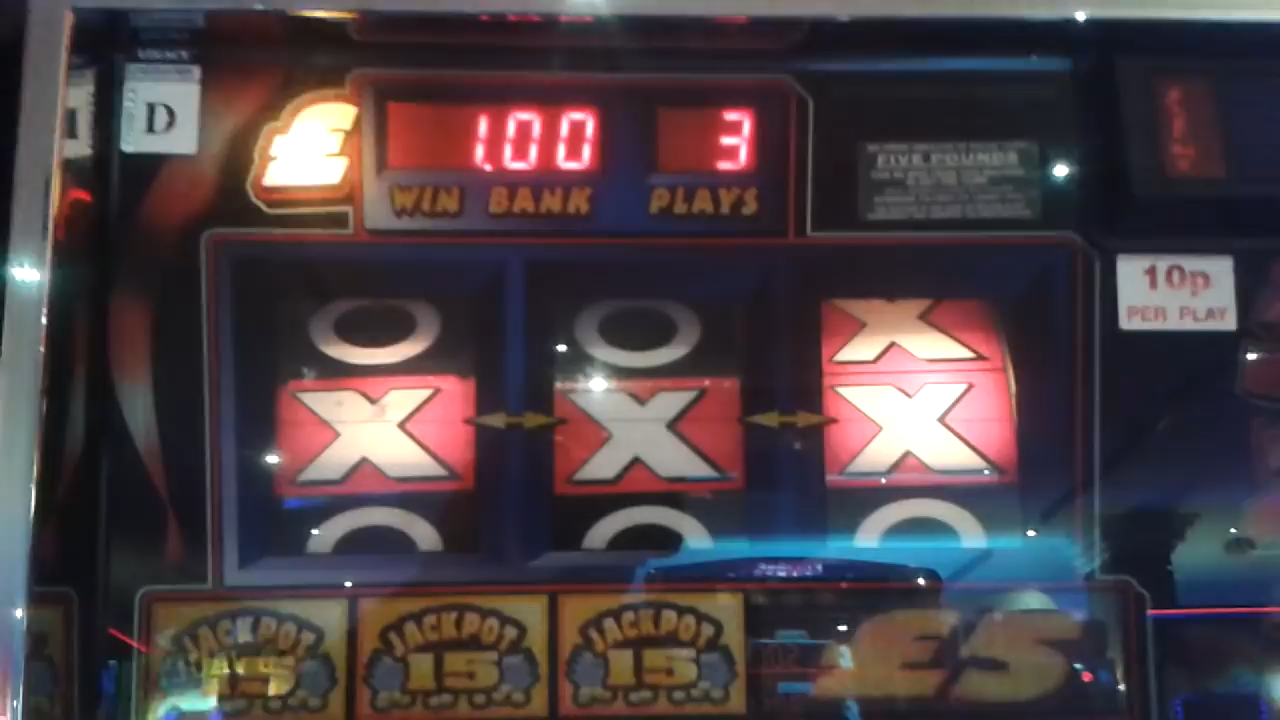 D
£ 1.00 3
WIN BANK PLAYS
FIVE POUNDS
10p
PER PLAY
O O X
X X X
O O O
JACKPOT JACKPOT JACKPOT
15 15 15 £5